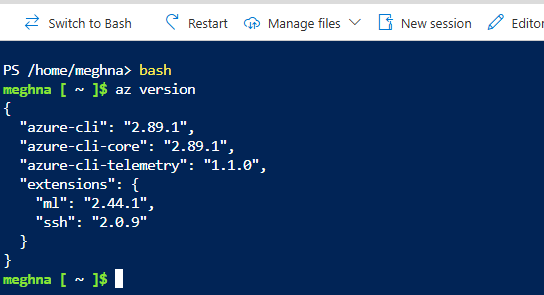 Switch to Bash Restart Manage files New session Editor
PS /home/meghna> bash
meghna [ ~ ]$ az version
{
  "azure-cli": "2.89.1",
  "azure-cli-core": "2.89.1",
  "azure-cli-telemetry": "1.1.0",
  "extensions": {
    "ml": "2.44.1",
    "ssh": "2.0.9"
  }
}
meghna [ ~ ]$